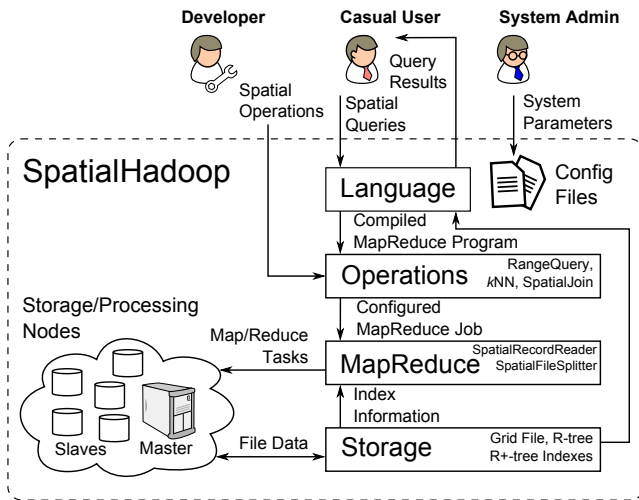 Developer
Casual User
System Admin
Query
Results
Spatial
Operations
Spatial
Queries
System
Parameters
SpatialHadoop
Language
Config
Files
Compiled
MapReduce Program
Operations
RangeQuery,
kNN, SpatialJoin
Storage/Processing
Nodes
Configured
MapReduce Job
Map/Reduce
Tasks
MapReduce
SpatialRecordReader
SpatialFileSplitter
Index
Information
Slaves
Master
File Data
Storage
Grid File, R-tree
R+-tree Indexes